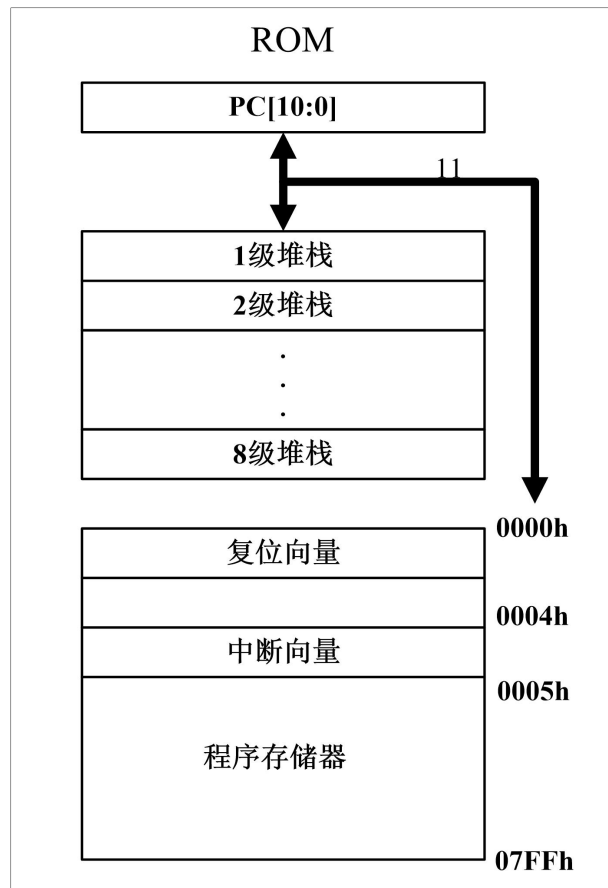 ROM
PC[10:0]
11
1级堆栈
2级堆栈
.
.
.
8级堆栈
0000h
复位向量
0004h
中断向量
0005h
程序存储器
07FFh